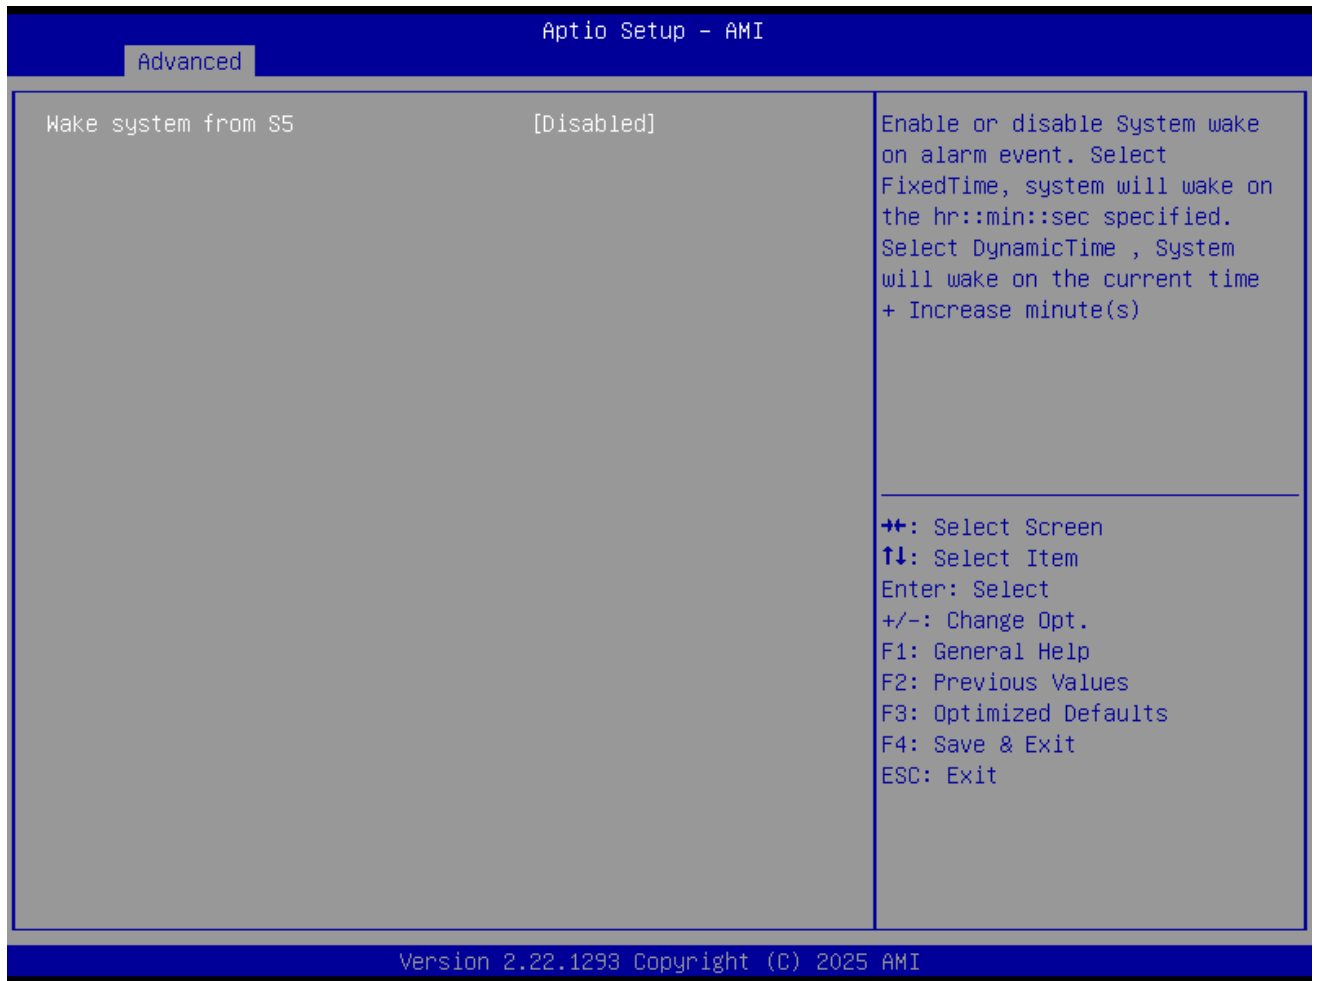 Aptio Setup – AMI
Advanced
Wake system from S5 [Disabled]
Enable or disable System wake
on alarm event. Select
FixedTime, system will wake on
the hr::min::sec specified.
Select DynamicTime , System
will wake on the current time
+ Increase minute(s)
→←: Select Screen
↑↓: Select Item
Enter: Select
+/-: Change Opt.
F1: General Help
F2: Previous Values
F3: Optimized Defaults
F4: Save & Exit
ESC: Exit
Version 2.22.1293 Copyright (C) 2025 AMI